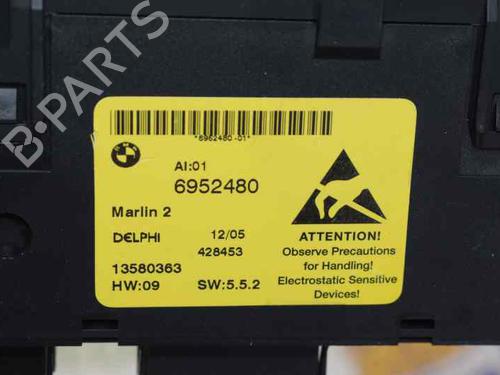 *6952480-01*
AI:01
6952480
Marlin 2
DELPHI
12/05
428453
13580363
HW:09
SW:5.5.2
ATTENTION!
Observe Precautions
for Handling!
Electrostatic Sensitive
Devices!
B-PARTS